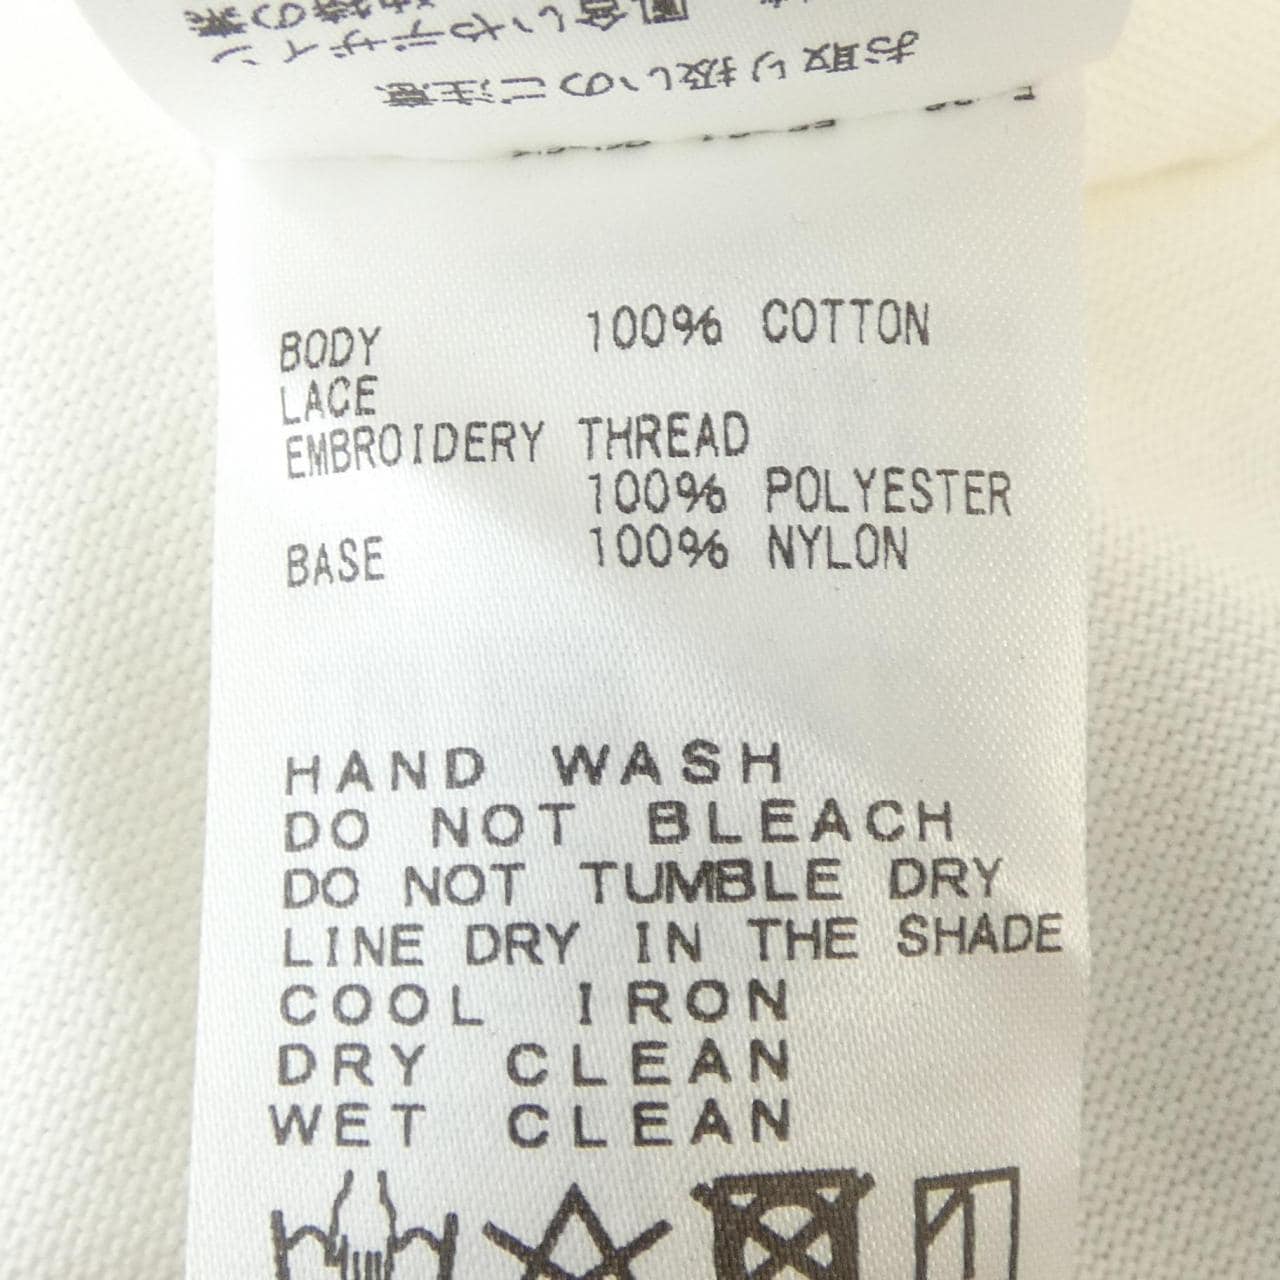 お取り扱いのご注意
BODY 100% COTTON
LACE
EMBROIDERY THREAD
100% POLYESTER
BASE 100% NYLON
HAND WASH
DO NOT BLEACH
DO NOT TUMBLE DRY
LINE DRY IN THE SHADE
COOL IRON
DRY CLEAN
WET CLEAN